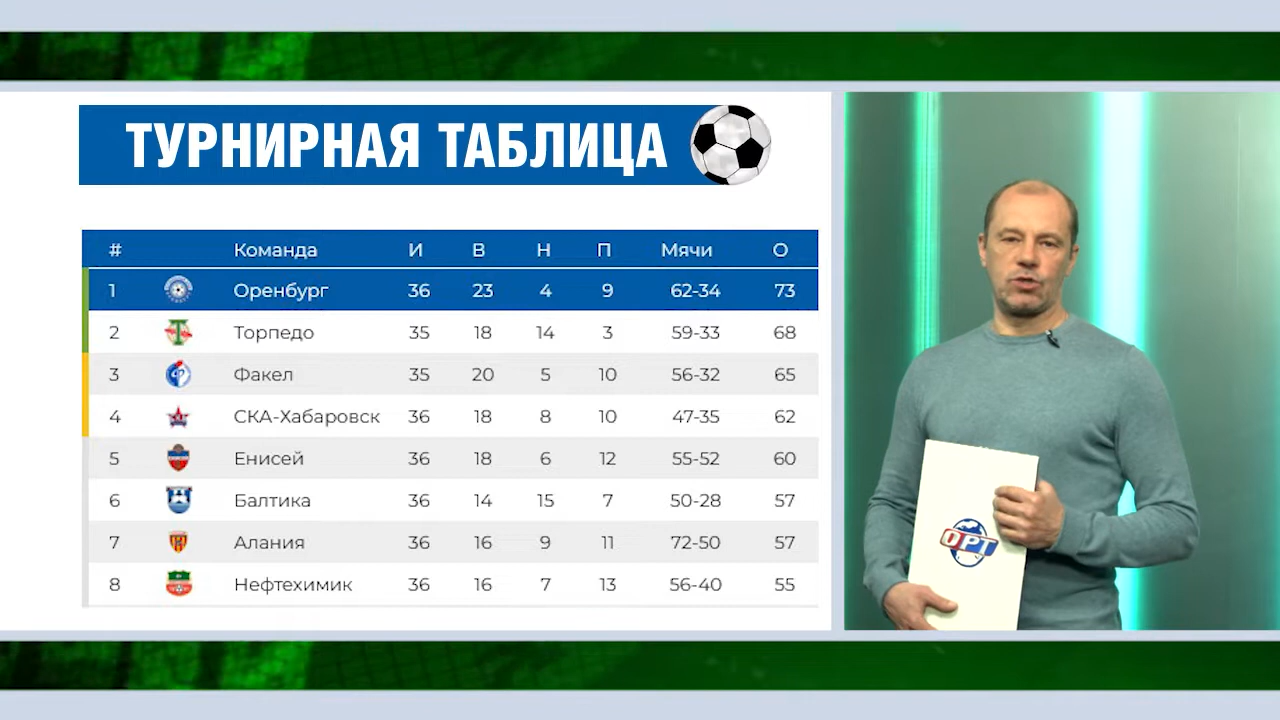 ТУРНИРНАЯ ТАБЛИЦА
# Команда И В Н П Мячи О
1 Оренбург 36 23 4 9 62-34 73
2 Торпедо 35 18 14 3 59-33 68
3 Факел 35 20 5 10 56-32 65
4 СКА-Хабаровск 36 18 8 10 47-35 62
5 Енисей 36 18 6 12 55-52 60
6 Балтика 36 14 15 7 50-28 57
7 Алания 36 16 9 11 72-50 57
8 Нефтехимик 36 16 7 13 56-40 55
ОРТ